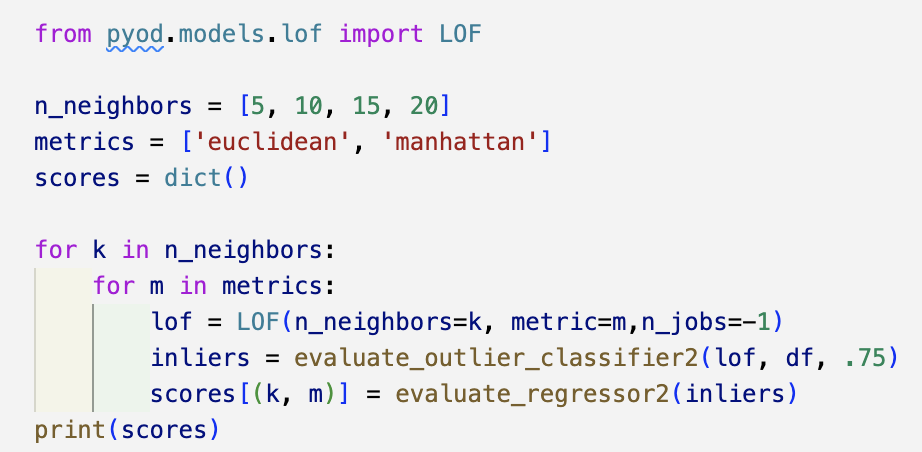 from pyod.models.lof import LOF
n_neighbors = [5, 10, 15, 20]
metrics = ['euclidean', 'manhattan']
scores = dict()
for k in n_neighbors:
    for m in metrics:
        lof = LOF(n_neighbors=k, metric=m,n_jobs=-1)
        inliers = evaluate_outlier_classifier2(lof, df, .75)
        scores[(k, m)] = evaluate_regressor2(inliers)
print(scores)